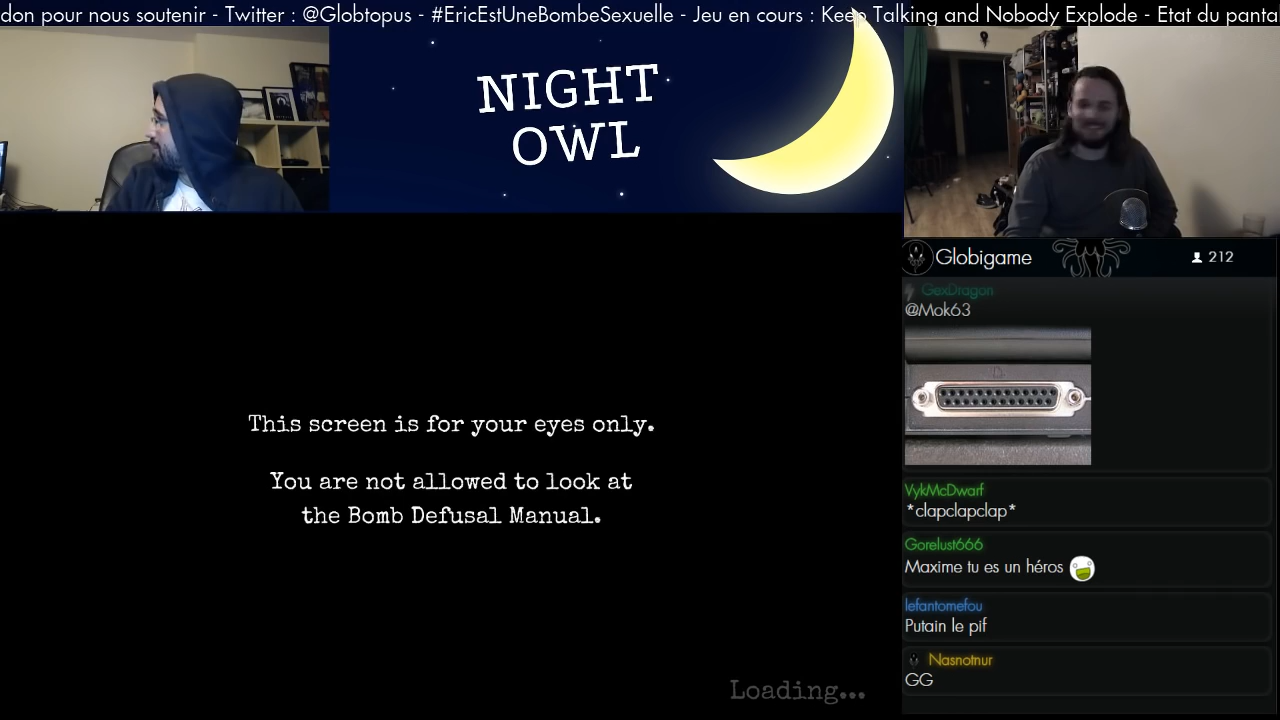 don pour nous soutenir - Twitter : @Globtopus - #EricEstUneBombeSexuelle - Jeu en cours : Keep Talking and Nobody Explode - Etat du panta
NIGHT
OWL
Globigame
212
GexDragon
@Mok63
VykMcDwarf
*clapclapclap*
Gorelust666
Maxime tu es un héros
lefantomefou
Putain le pif
Nasnotnur
GG
This screen is for your eyes only.
You are not allowed to look at
the Bomb Defusal Manual.
Loading...